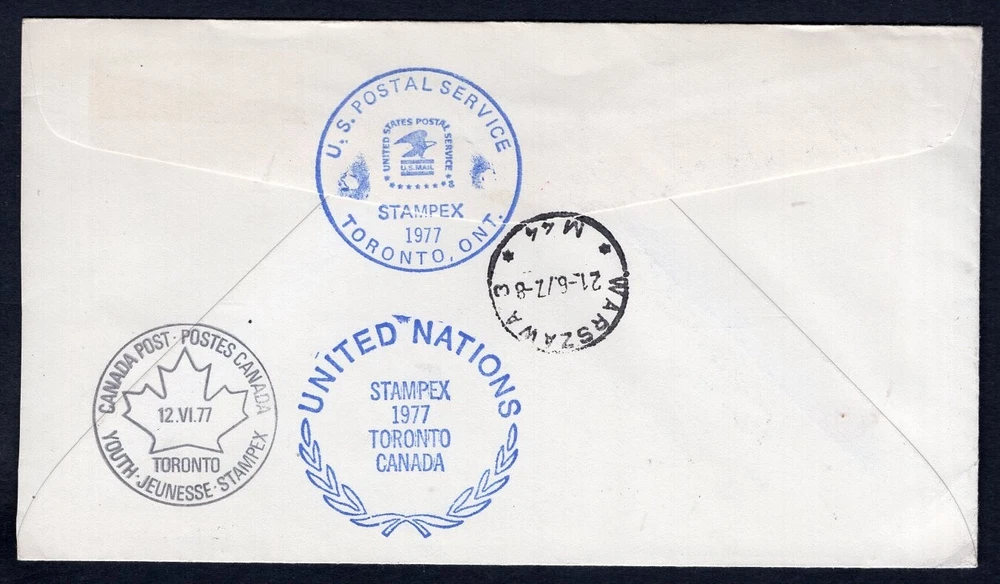 U.S. POSTAL SERVICE
UNITED STATES POSTAL SERVICE
U.S.MAIL
STAMPEX
1977
TORONTO, ONT.
* M 44 *
21.-6.77.-8
WARSZAWA 3
UNITED NATIONS
STAMPEX
1977
TORONTO
CANADA
CANADA POST · POSTES CANADA
12.VI.77
TORONTO
YOUTH · JEUNESSE · STAMPEX